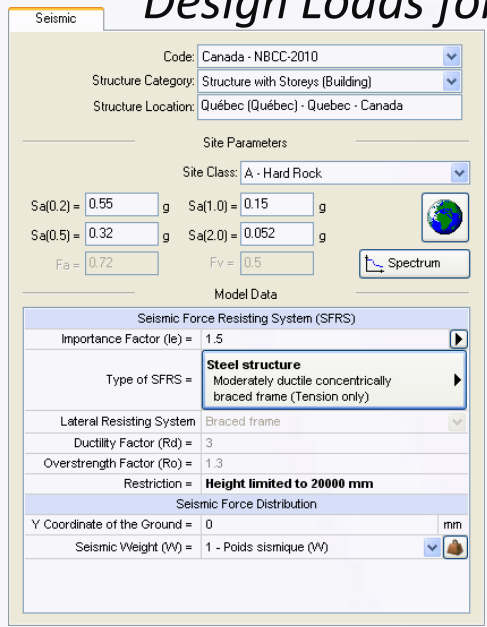 Design Loads for
Seismic
Code: Canada - NBCC-2010
Structure Category: Structure with Storeys (Building)
Structure Location: Québec (Québec) - Quebec - Canada
Site Parameters
Site Class: A - Hard Rock
Sa(0.2) = 0.55 g Sa(1.0) = 0.15 g
Sa(0.5) = 0.32 g Sa(2.0) = 0.052 g
Fa = 0.72 Fv = 0.5 Spectrum
Model Data
Seismic Force Resisting System (SFRS)
Importance Factor (Ie) = 1.5
Type of SFRS = Steel structure
Moderately ductile concentrically
braced frame (Tension only)
Lateral Resisting System Braced frame
Ductility Factor (Rd) = 3
Overstrength Factor (Ro) = 1.3
Restriction = Height limited to 20000 mm
Seismic Force Distribution
Y Coordinate of the Ground = 0 mm
Seismic Weight (W) = 1 - Poids sismique (W)